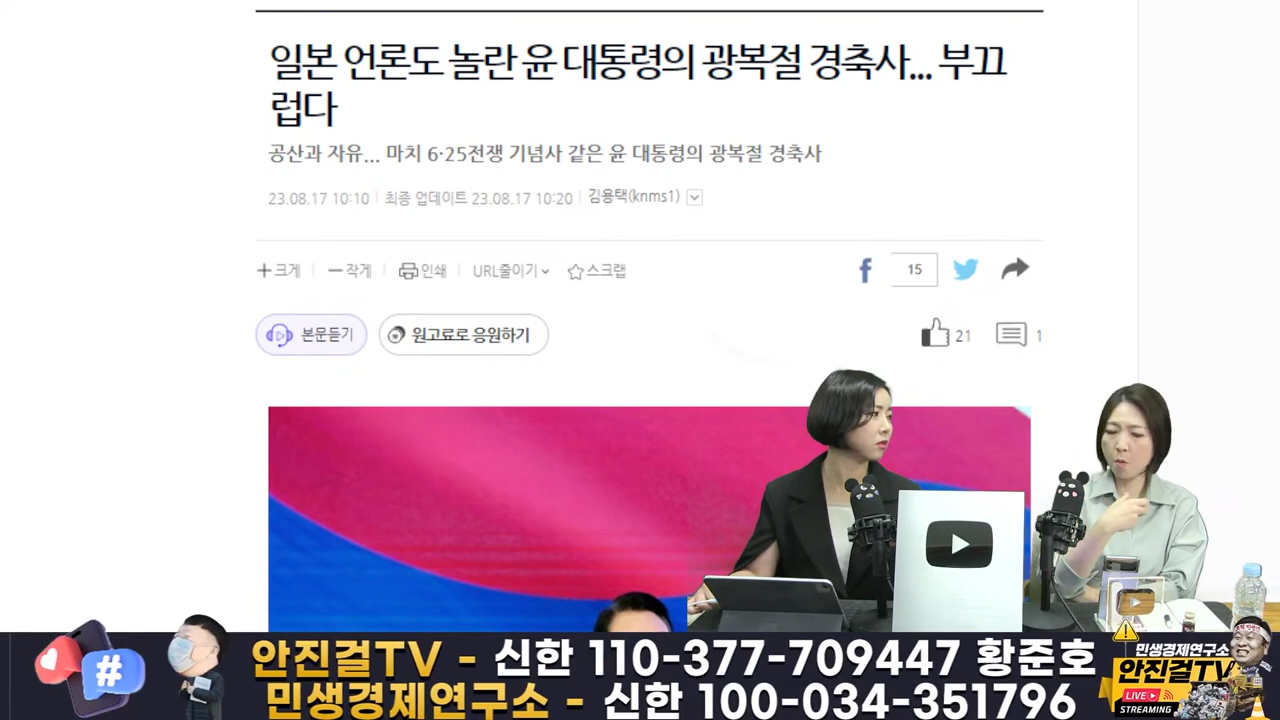 일본 언론도 놀란 윤 대통령의 광복절 경축사... 부끄
럽다
공산과 자유... 마치 6·25전쟁 기념사 같은 윤 대통령의 광복절 경축사
23.08.17 10:10 최종 업데이트 23.08.17 10:20 김용택(knms1)
크게 작게 인쇄 URL줄이기 스크랩 15
본문듣기 원고료로 응원하기 21 1
#
안진걸TV - 신한 110-377-709447 황준호
민생경제연구소 - 신한 100-034-351796
민생경제연구소
안진걸TV
LIVE
STREAMING